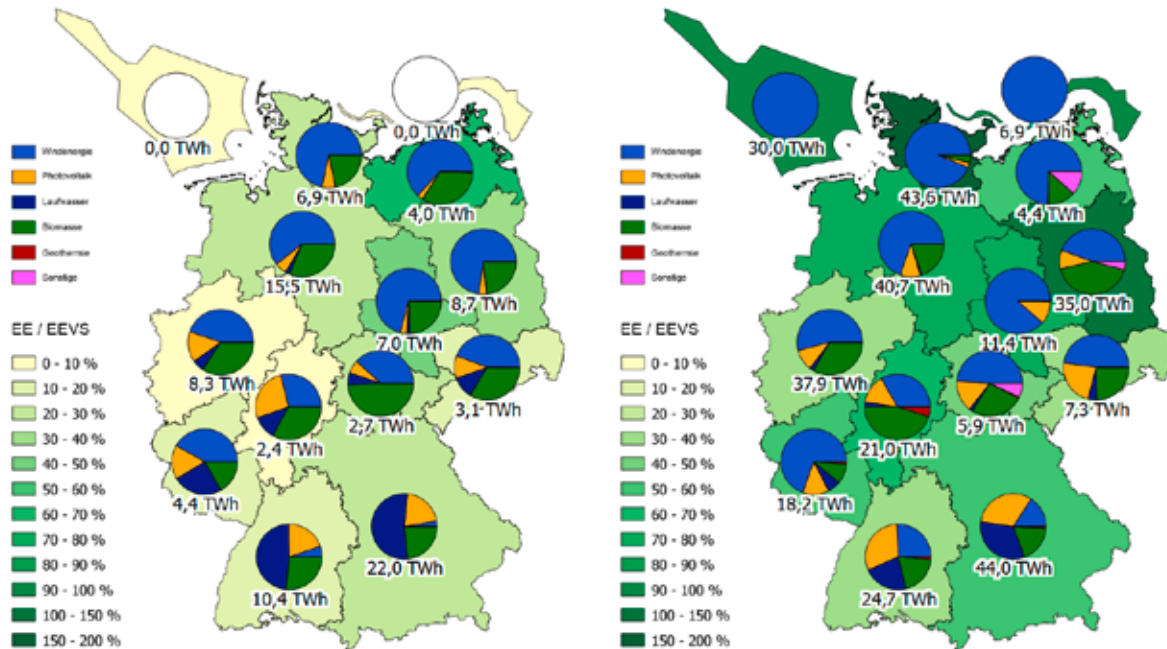 0,0 TWh
0,0 TWh
Windenergie
Photovoltaik
Laufwasser
Biomasse
Geothermie
Sonstige
6,9 TWh
4,0 TWh
15,5 TWh
8,7 TWh
7,0 TWh
8,3 TWh
2,7 TWh
3,1 TWh
2,4 TWh
4,4 TWh
22,0 TWh
10,4 TWh
EE / EEVS
0 - 10 %
10 - 20 %
20 - 30 %
30 - 40 %
40 - 50 %
50 - 60 %
60 - 70 %
70 - 80 %
80 - 90 %
90 - 100 %
100 - 150 %
150 - 200 %
30,0 TWh
6,9 TWh
Windenergie
Photovoltaik
Laufwasser
Biomasse
Geothermie
Sonstige
43,6 TWh
4,4 TWh
40,7 TWh
35,0 TWh
11,4 TWh
37,9 TWh
5,9 TWh
7,3 TWh
21,0 TWh
18,2 TWh
44,0 TWh
24,7 TWh
EE / EEVS
0 - 10 %
10 - 20 %
20 - 30 %
30 - 40 %
40 - 50 %
50 - 60 %
60 - 70 %
70 - 80 %
80 - 90 %
90 - 100 %
100 - 150 %
150 - 200 %